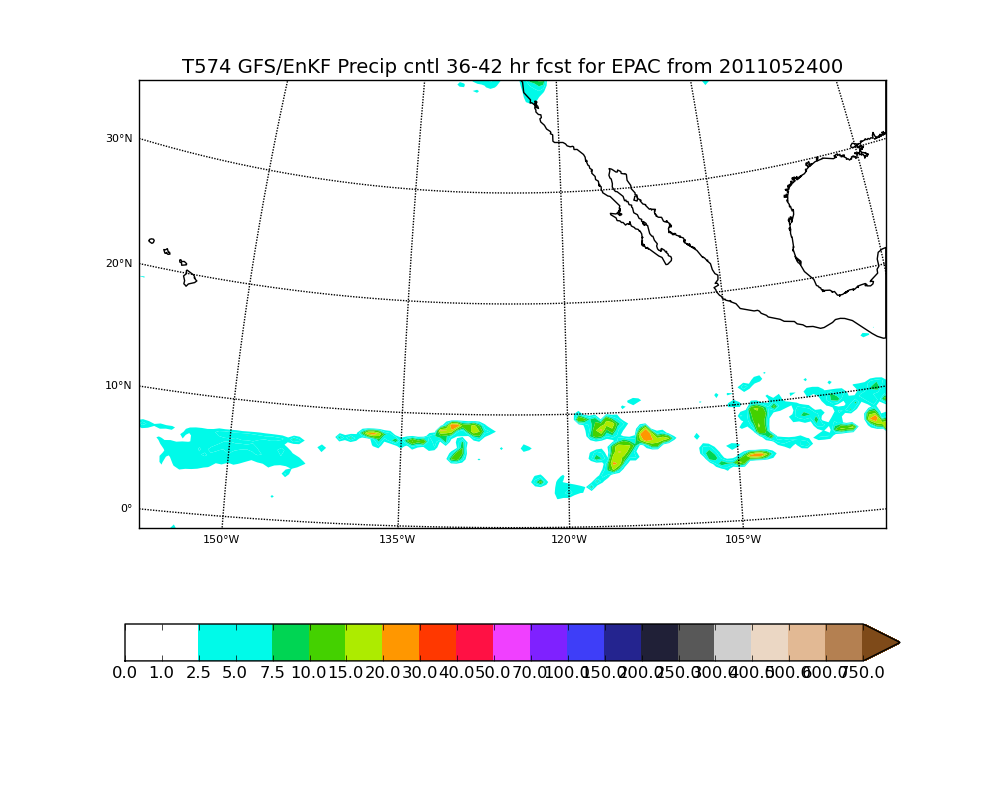 T574 GFS/EnKF Precip cntl 36-42 hr fcst for EPAC from 2011052400
30°N
20°N
10°N
0°
150°W 135°W 120°W 105°W
0.0 1.0 2.5 5.0 7.5 10.0 15.0 20.0 30.0 40.0 50.0 70.0 100.0 150.0 200.0 250.0 300.0 400.0 500.0 600.0 750.0